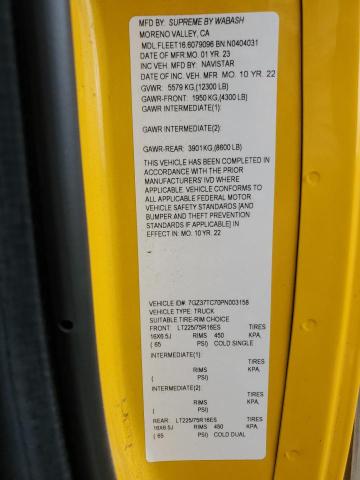 MFD BY: SUPREME BY WABASH
MORENO VALLEY, CA
MDL:FLEET16.6079096 BN:N0404031
DATE OF MFD: MO. 01 YR. 23
INC VEH. MFD BY: NAVISTAR
DATE OF INC. VEH MFR MO. 10 YR. 22
GVWR: 5579 KG,(12300 LB)
GAWR-FRONT: 1950 KG,(4300 LB)
GAWR INTERMEDIATE(1):
GAWR INTERMEDIATE(2):
GAWR-REAR: 3901KG,(8600 LB)
THIS VEHICLE HAS BEEN COMPLETED IN
ACCORDANCE WITH THE PRIOR
MANUFACTURERS' IVD WHERE
APPLICABLE. VEHICLE CONFORMS TO
ALL APPLICABLE FEDERAL MOTOR
VEHICLE SAFETY STANDARDS [AND
BUMPER AND THEFT PREVENTION
STANDARDS IF APPLICABLE] IN
EFFECT IN: MO. 10 YR. 22
VEHICLE ID#: 7GZ37TC70PN003158
VEHICLE TYPE: TRUCK
SUITABLE TIRE-RIM CHOICE
FRONT: LT225/75R16ES TIRES
16X6.5J RIMS 450 KPA,
( 65 PSI) COLD SINGLE
INTERMEDIATE(1): TIRES
RIMS KPA,
( PSI)
INTERMEDIATE(2): TIRES
RIMS KPA,
( PSI)
REAR: LT225/75R16ES TIRES
16X6.5J RIMS 450 KPA,
( 65 PSI) COLD DUAL